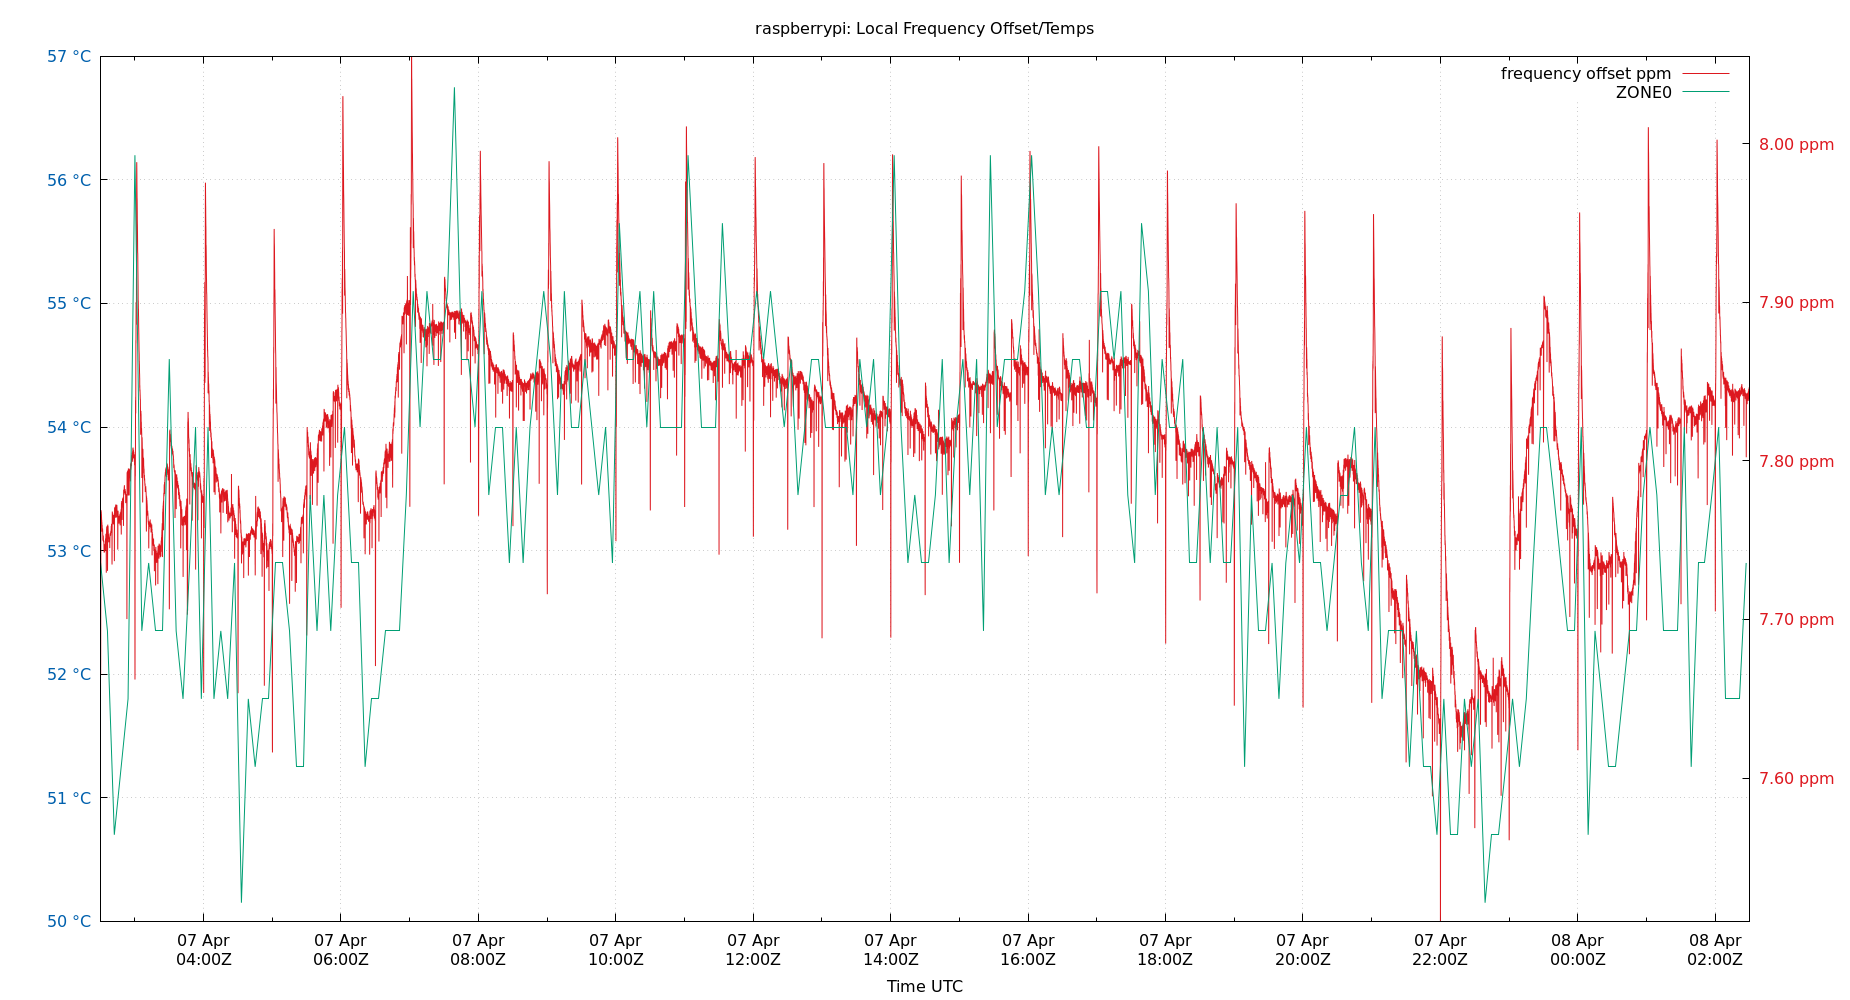 raspberrypi: Local Frequency Offset/Temps
57 °C
56 °C
55 °C
54 °C
53 °C
52 °C
51 °C
50 °C
frequency offset ppm
ZONE0
8.00 ppm
7.90 ppm
7.80 ppm
7.70 ppm
7.60 ppm
07 Apr
04:00Z
07 Apr
06:00Z
07 Apr
08:00Z
07 Apr
10:00Z
07 Apr
12:00Z
07 Apr
14:00Z
07 Apr
16:00Z
07 Apr
18:00Z
07 Apr
20:00Z
07 Apr
22:00Z
08 Apr
00:00Z
08 Apr
02:00Z
Time UTC